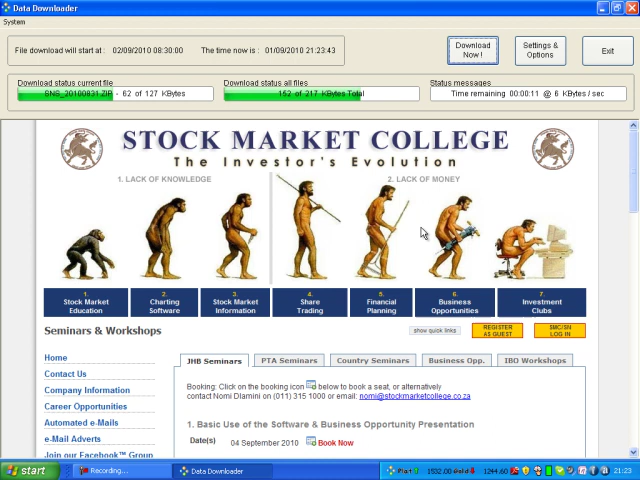 Data Downloader
System
File download will start at : 02/09/2010 08:30:00 The time now is : 01/09/2010 21:23:43
Download Now !
Settings & Options
Exit
Download status current file
SNS_20100831.ZIP - 62 of 127 KBytes
Download status all files
152 of 217 KBytes Total
Status messages
Time remaining 00:00:11 @ 6 KBytes / sec
STOCK MARKET COLLEGE
The Investor's Evolution
1. LACK OF KNOWLEDGE
2. LACK OF MONEY
1. Stock Market Education
2. Charting Software
3. Stock Market Information
4. Share Trading
5. Financial Planning
6. Business Opportunities
7. Investment Clubs
Seminars & Workshops
show quick links
REGISTER AS GUEST
SMC/SN LOG IN
Home
Contact Us
Company Information
Career Opportunities
Automated e-Mails
e-Mail Adverts
Join our Facebook™ Group
JHB Seminars
PTA Seminars
Country Seminars
Business Opp.
IBO Workshops
Booking: Click on the booking icon below to book a seat, or alternatively
contact Nomi Dlamini on (011) 315 1000 or email: nomi@stockmarketcollege.co.za
1. Basic Use of the Software & Business Opportunity Presentation
Date(s) 04 September 2010 Book Now
start
Recording...
Data Downloader
Plat 1532.00 Gold 1244.60
21:23